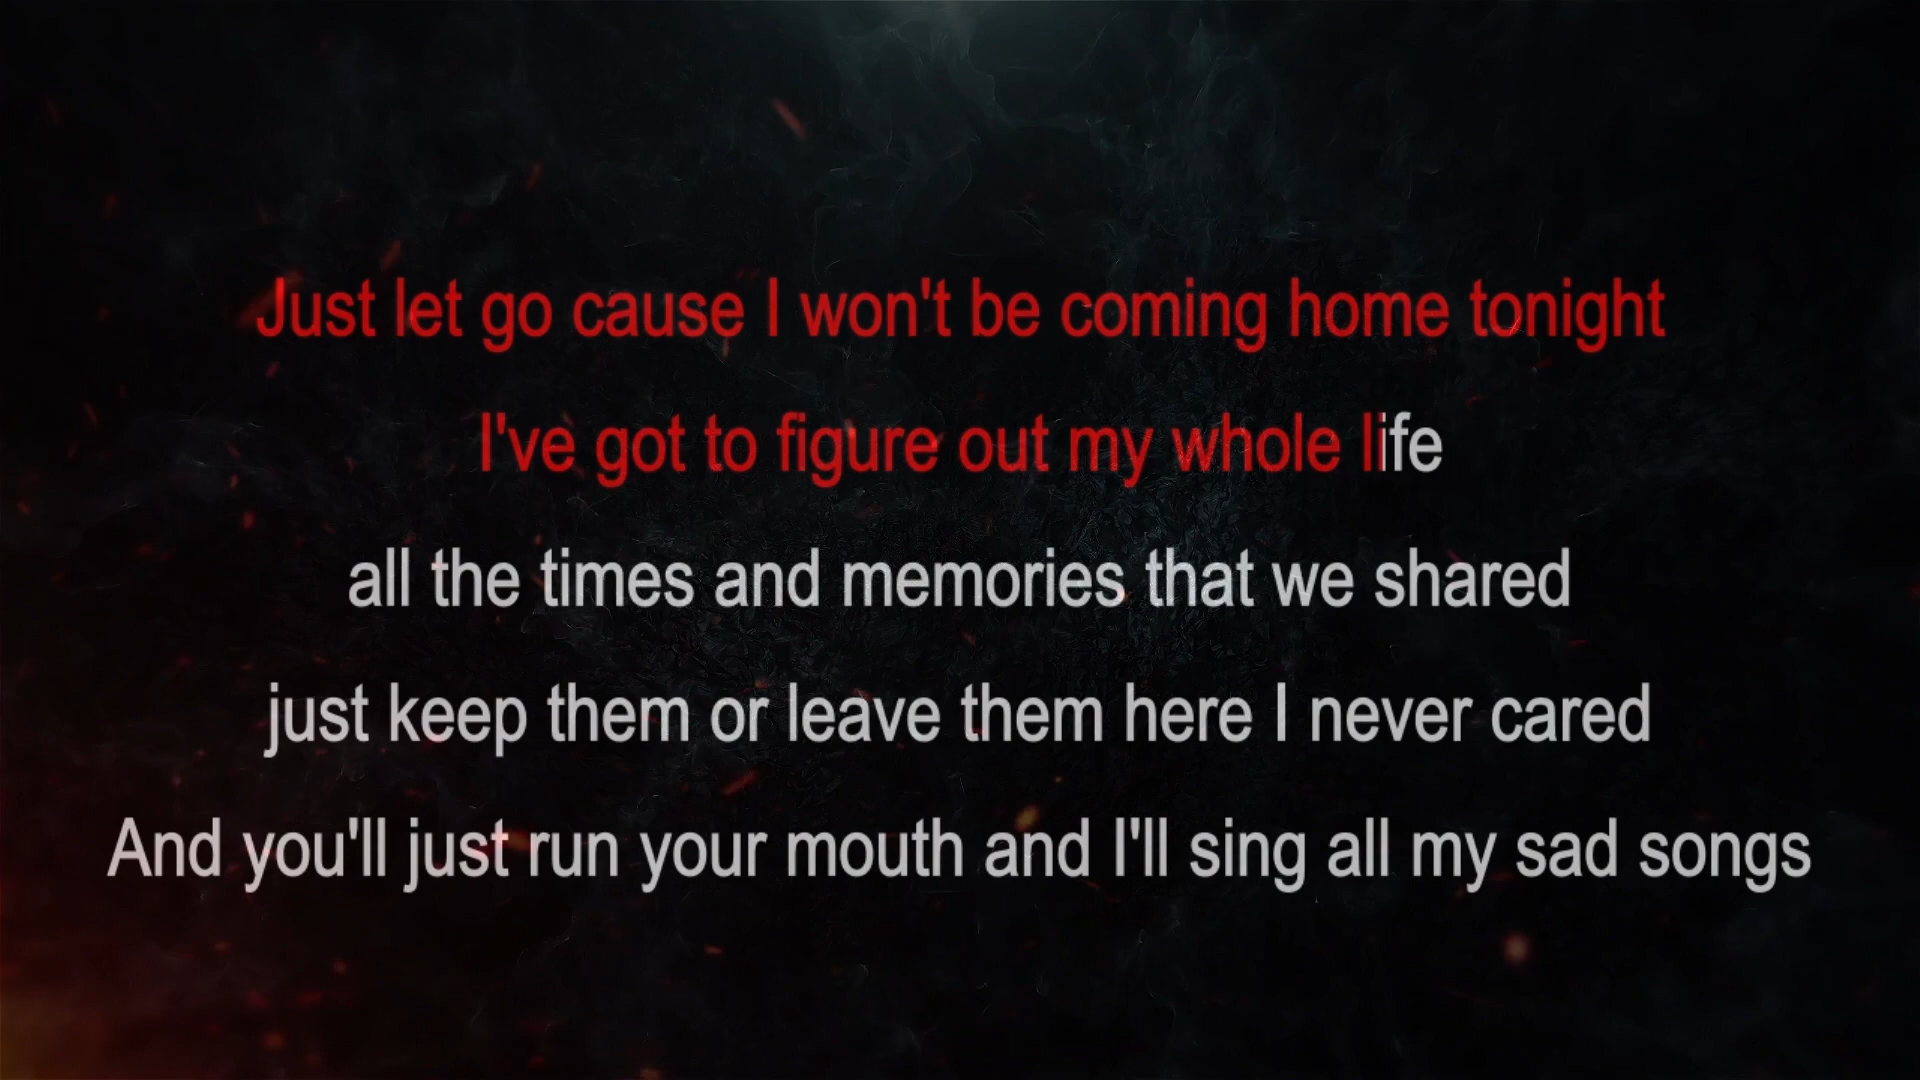 Just let go cause I won't be coming home tonight
I've got to figure out my whole life
all the times and memories that we shared
just keep them or leave them here I never cared
And you'll just run your mouth and I'll sing all my sad songs